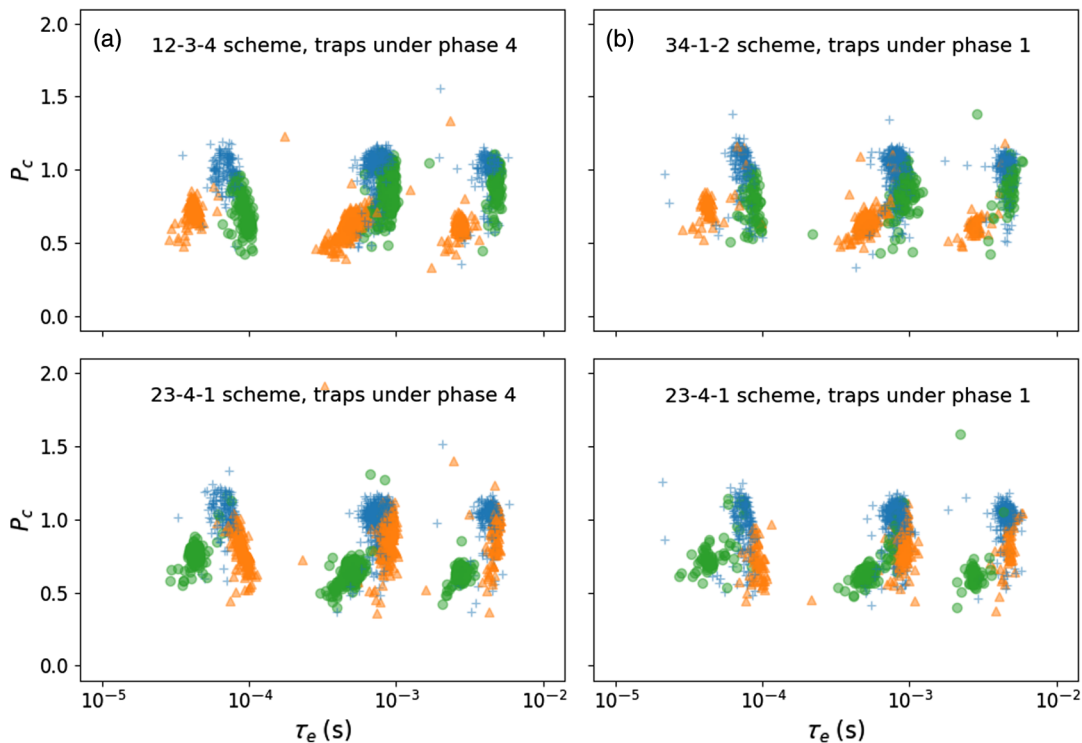 (a) 12-3-4 scheme, traps under phase 4
(b) 34-1-2 scheme, traps under phase 1
2.0
1.5
1.0
0.5
0.0
P_c
23-4-1 scheme, traps under phase 4
23-4-1 scheme, traps under phase 1
2.0
1.5
1.0
0.5
0.0
P_c
10⁻⁵ 10⁻⁴ 10⁻³ 10⁻²
10⁻⁵ 10⁻⁴ 10⁻³ 10⁻²
τₑ (s)
τₑ (s)